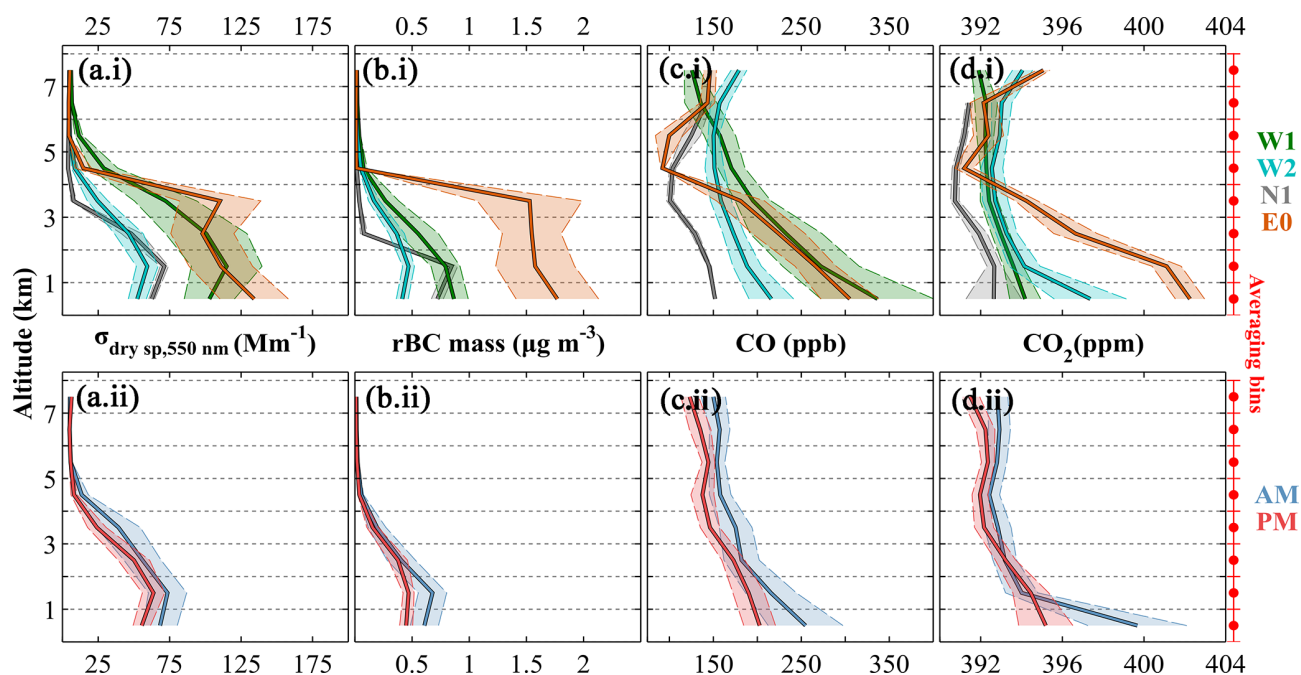 25 75 125 175 0.5 1 1.5 2 150 250 350 392 396 400 404
(a.i) (b.i) (c.i) (d.i)
7
5
3
1
W1
W2
N1
E0
Altitude (km)
σdry sp,550 nm (Mm-1) rBC mass (μg m-3) CO (ppb) CO2(ppm)
Averaging bins
(a.ii) (b.ii) (c.ii) (d.ii)
7
5
3
1
AM
PM
25 75 125 175 0.5 1 1.5 2 150 250 350 392 396 400 404